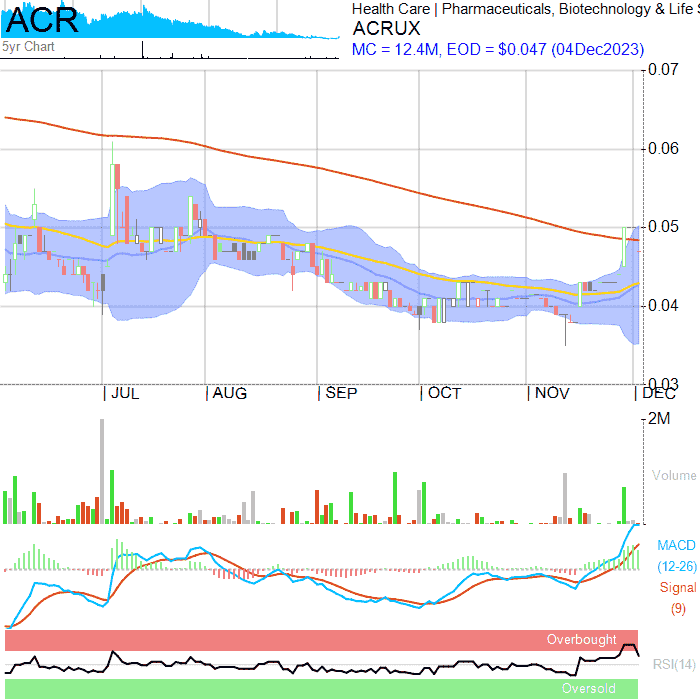 ACR
5yr Chart
Health Care | Pharmaceuticals, Biotechnology & Life S
ACRUX
MC = 12.4M, EOD = $0.047 (04Dec2023)
0.07
0.06
0.05
0.04
0.03
JUL AUG SEP OCT NOV DEC
2M
Volume
MACD
(12-26)
Signal
(9)
Overbought
RSI(14)
Oversold